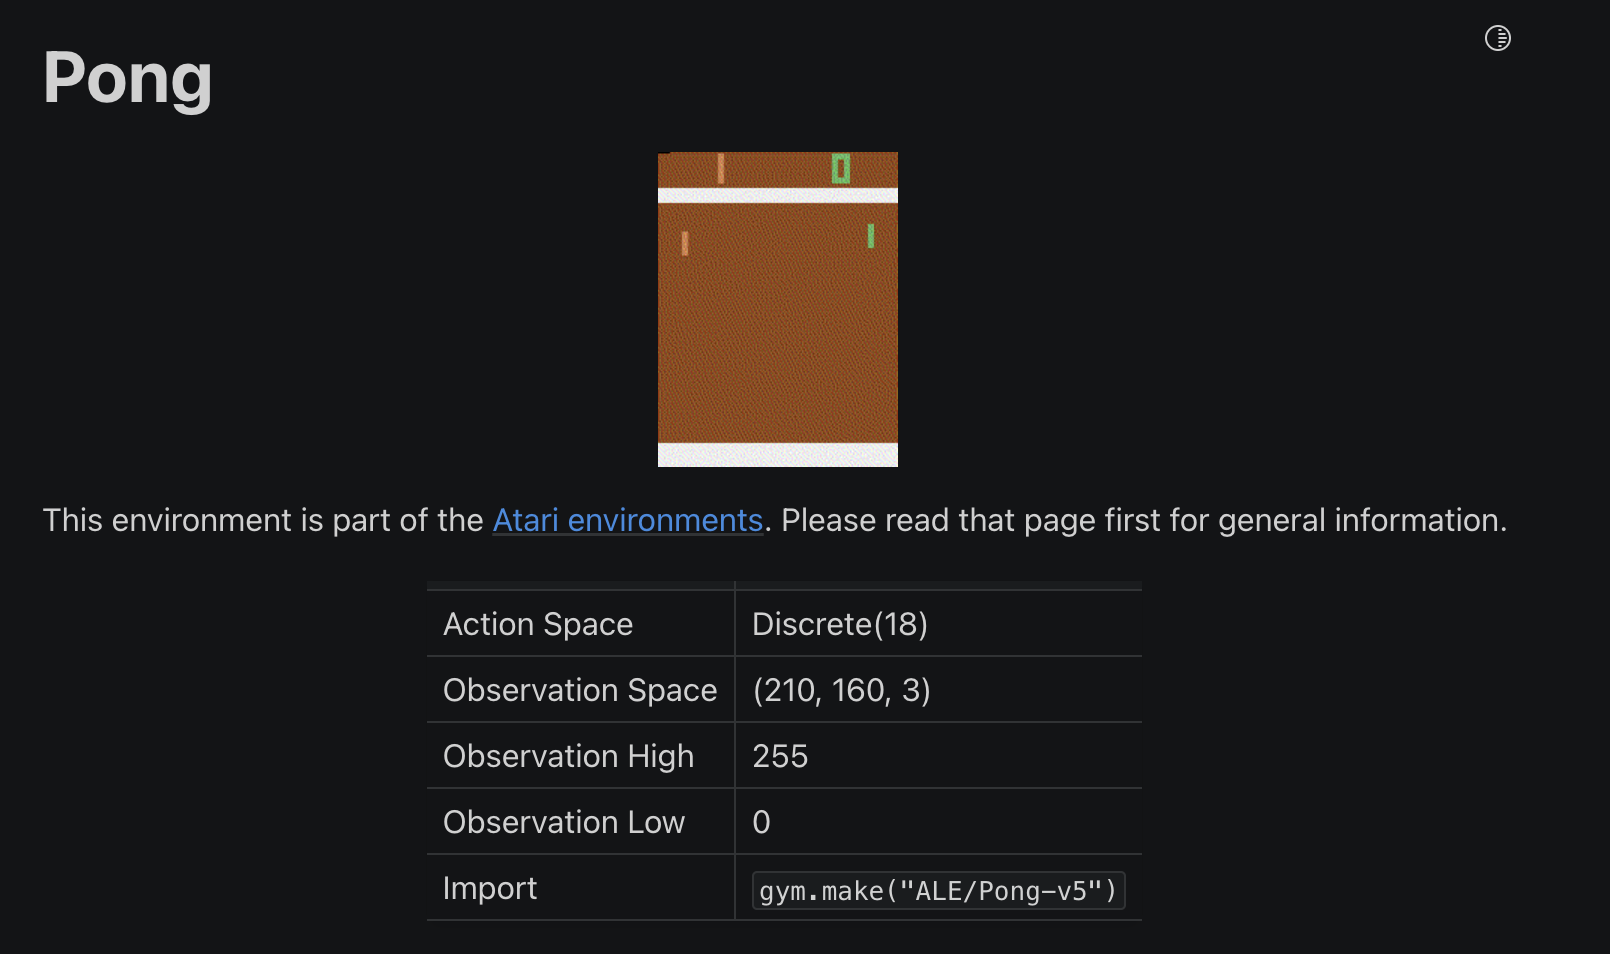 Pong
1 0
This environment is part of the Atari environments. Please read that page first for general information.
Action Space Discrete(18)
Observation Space (210, 160, 3)
Observation High 255
Observation Low 0
Import gym.make("ALE/Pong-v5")